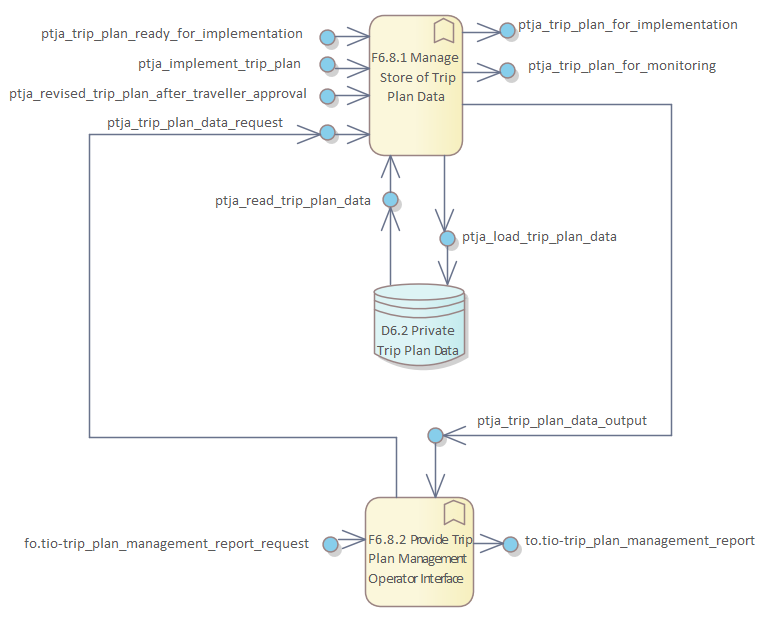 ptja_trip_plan_ready_for_implementation
ptja_trip_plan_for_implementation
F6.8.1 Manage
Store of Trip
Plan Data
ptja_implement_trip_plan
ptja_trip_plan_for_monitoring
ptja_revised_trip_plan_after_traveller_approval
ptja_trip_plan_data_request
ptja_read_trip_plan_data
ptja_load_trip_plan_data
D6.2 Private
Trip Plan Data
ptja_trip_plan_data_output
fo.tio-trip_plan_management_report_request
F6.8.2 Provide Trip
Plan Management
Operator Interface
to.tio-trip_plan_management_report